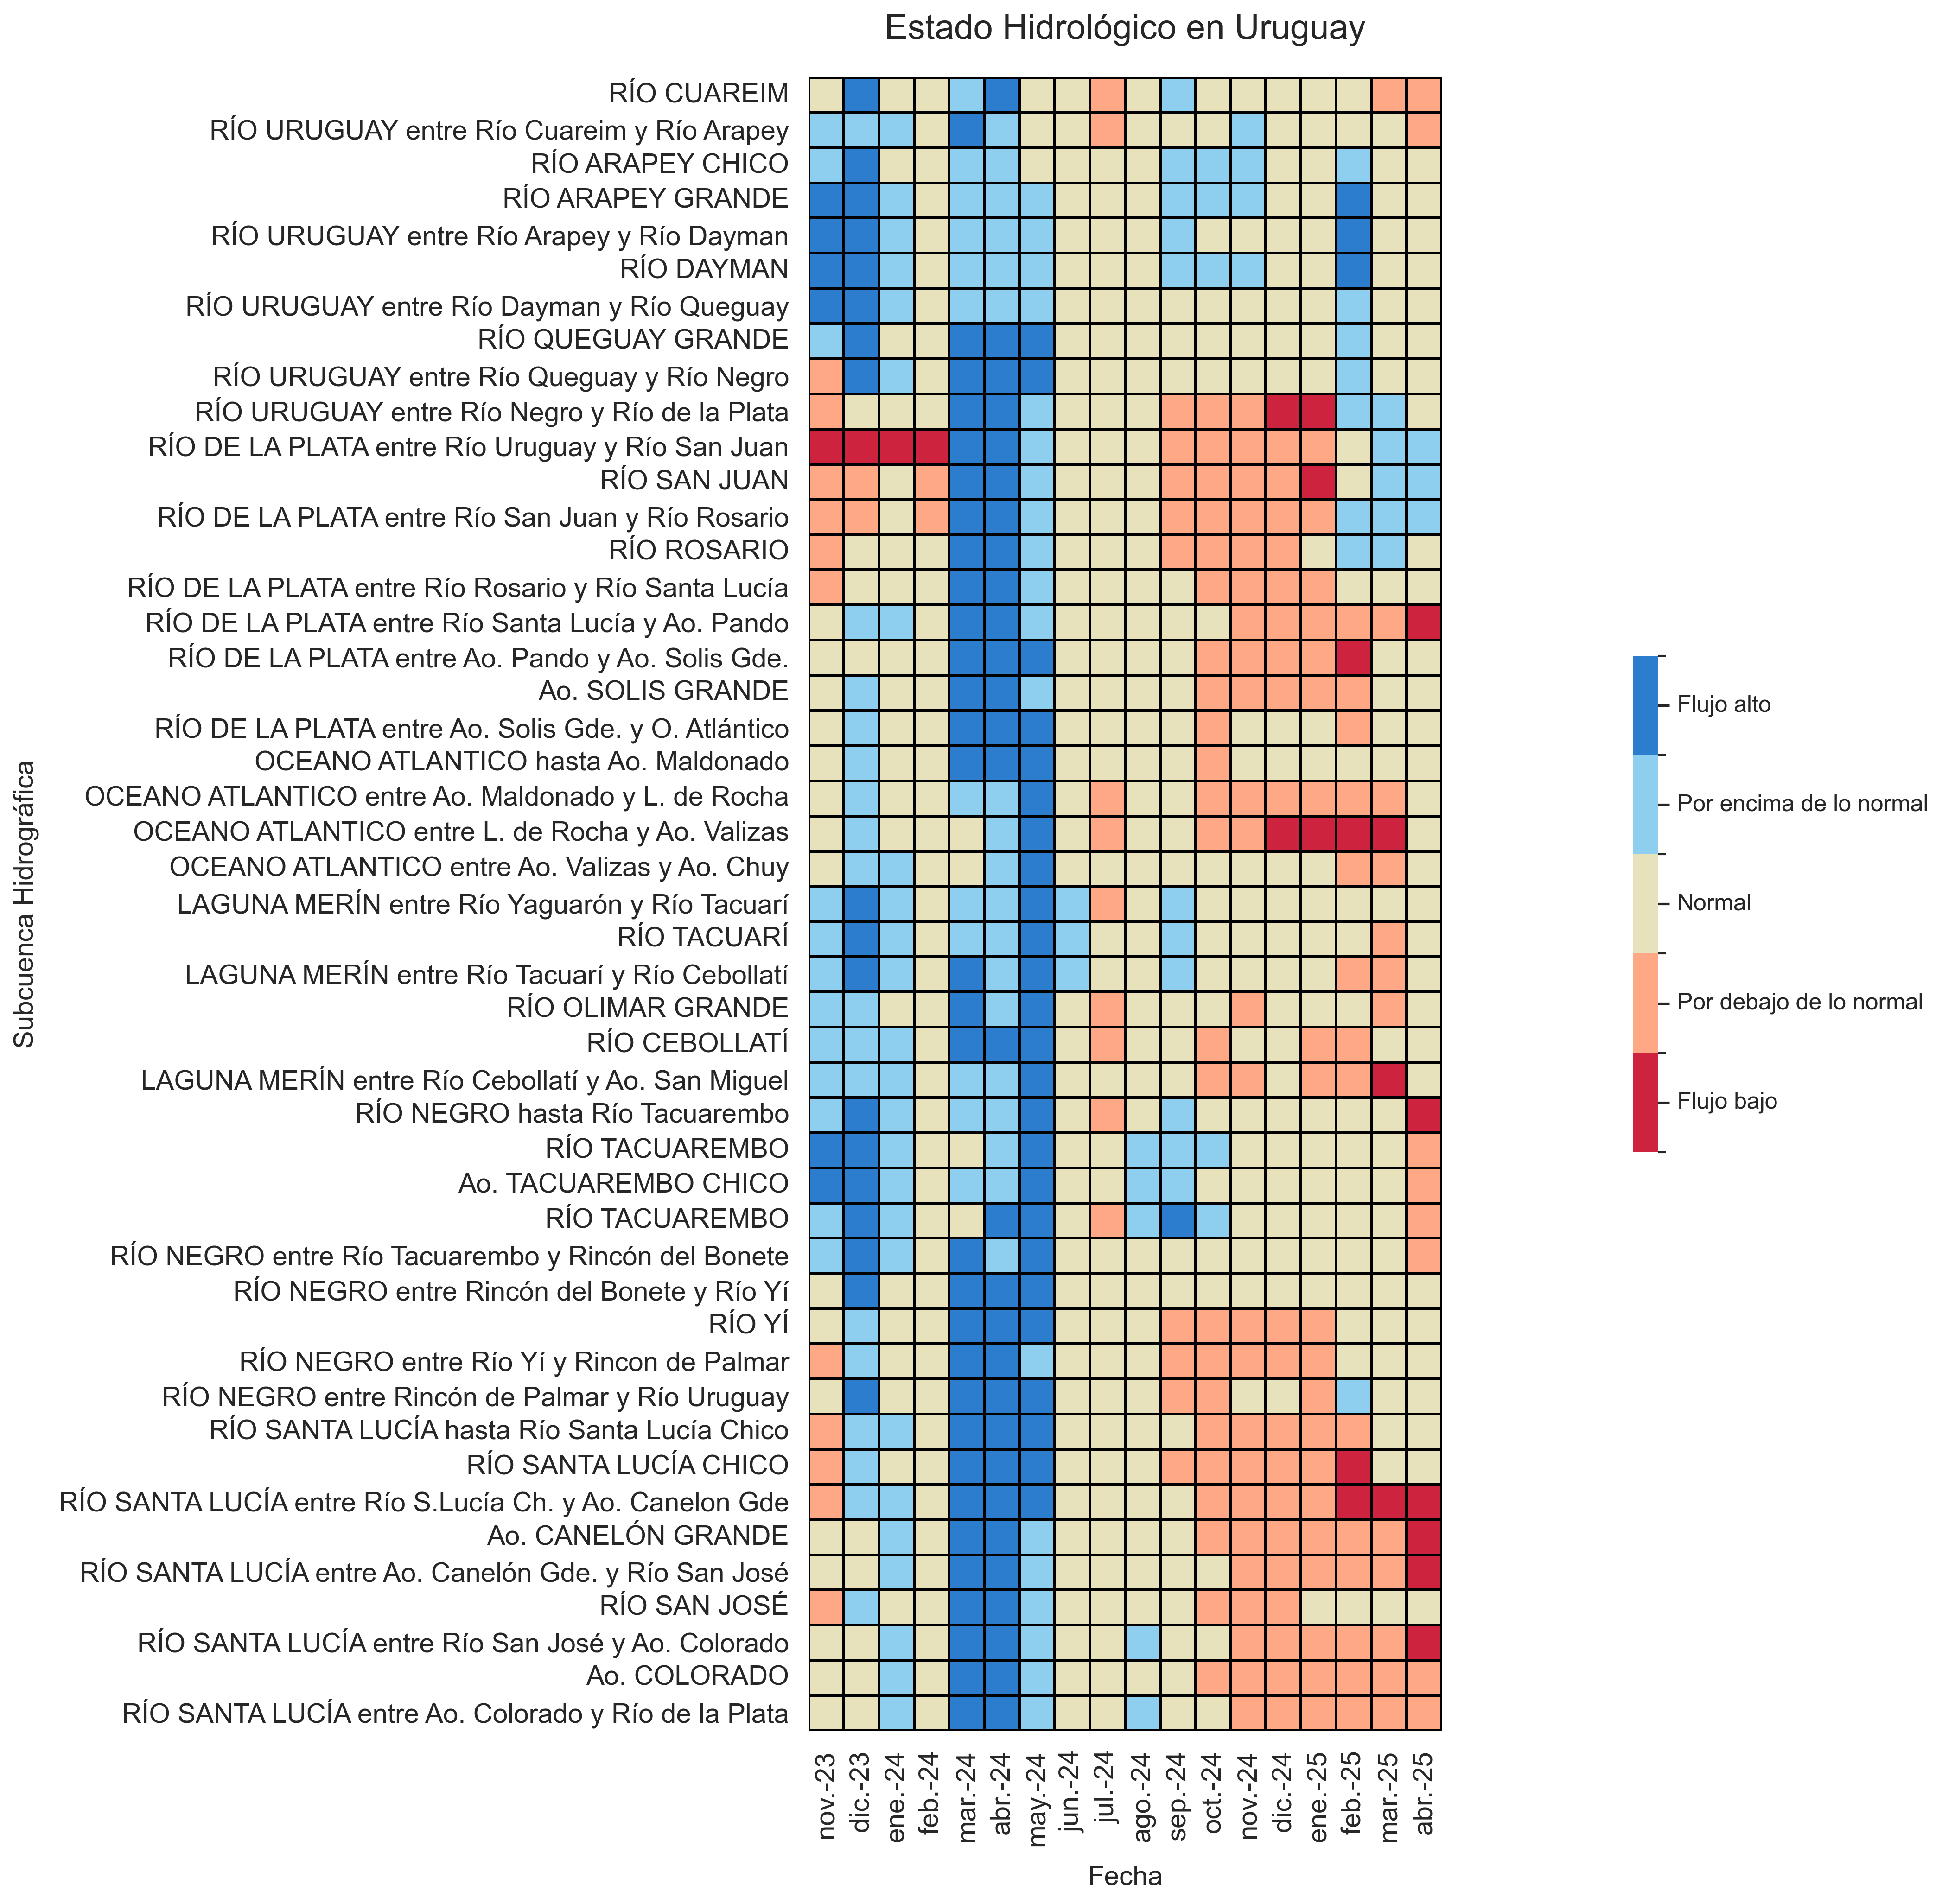 Estado Hidrológico en Uruguay
RÍO CUAREIM
RÍO URUGUAY entre Río Cuareim y Río Arapey
RÍO ARAPEY CHICO
RÍO ARAPEY GRANDE
RÍO URUGUAY entre Río Arapey y Río Dayman
RÍO DAYMAN
RÍO URUGUAY entre Río Dayman y Río Queguay
RÍO QUEGUAY GRANDE
RÍO URUGUAY entre Río Queguay y Río Negro
RÍO URUGUAY entre Río Negro y Río de la Plata
RÍO DE LA PLATA entre Río Uruguay y Río San Juan
RÍO SAN JUAN
RÍO DE LA PLATA entre Río San Juan y Río Rosario
RÍO ROSARIO
RÍO DE LA PLATA entre Río Rosario y Río Santa Lucía
RÍO DE LA PLATA entre Río Santa Lucía y Ao. Pando
RÍO DE LA PLATA entre Ao. Pando y Ao. Solis Gde.
Ao. SOLIS GRANDE
RÍO DE LA PLATA entre Ao. Solis Gde. y O. Atlántico
OCEANO ATLANTICO hasta Ao. Maldonado
OCEANO ATLANTICO entre Ao. Maldonado y L. de Rocha
OCEANO ATLANTICO entre L. de Rocha y Ao. Valizas
OCEANO ATLANTICO entre Ao. Valizas y Ao. Chuy
LAGUNA MERÍN entre Río Yaguarón y Río Tacuarí
RÍO TACUARÍ
LAGUNA MERÍN entre Río Tacuarí y Río Cebollatí
RÍO OLIMAR GRANDE
RÍO CEBOLLATÍ
LAGUNA MERÍN entre Río Cebollatí y Ao. San Miguel
RÍO NEGRO hasta Río Tacuarembo
RÍO TACUAREMBO
Ao. TACUAREMBO CHICO
RÍO TACUAREMBO
RÍO NEGRO entre Río Tacuarembo y Rincón del Bonete
RÍO NEGRO entre Rincón del Bonete y Río Yí
RÍO YÍ
RÍO NEGRO entre Río Yí y Rincon de Palmar
RÍO NEGRO entre Rincón de Palmar y Río Uruguay
RÍO SANTA LUCÍA hasta Río Santa Lucía Chico
RÍO SANTA LUCÍA CHICO
RÍO SANTA LUCÍA entre Río S.Lucía Ch. y Ao. Canelon Gde
Ao. CANELÓN GRANDE
RÍO SANTA LUCÍA entre Ao. Canelón Gde. y Río San José
RÍO SAN JOSÉ
RÍO SANTA LUCÍA entre Río San José y Ao. Colorado
Ao. COLORADO
RÍO SANTA LUCÍA entre Ao. Colorado y Río de la Plata
Subcuenca Hidrográfica
nov.-23
dic.-23
ene.-24
feb.-24
mar.-24
abr.-24
may.-24
jun.-24
jul.-24
ago.-24
sep.-24
oct.-24
nov.-24
dic.-24
ene.-25
feb.-25
mar.-25
abr.-25
Fecha
Flujo alto
Por encima de lo normal
Normal
Por debajo de lo normal
Flujo bajo